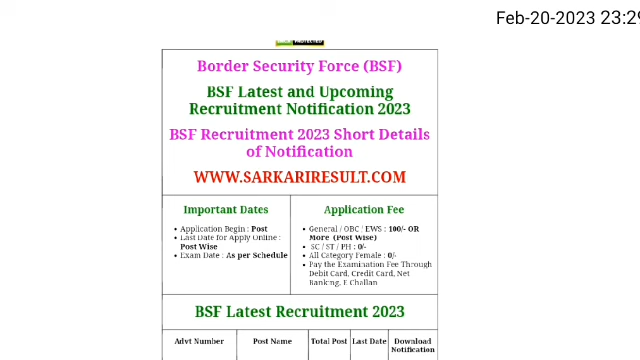 Feb-20-2023 23:29
Border Security Force (BSF)
BSF Latest and Upcoming
Recruitment Notification 2023
BSF Recruitment 2023 Short Details
of Notification
WWW.SARKARIRESULT.COM
Important Dates
• Application Begin : Post
• Last Date for Apply Online :
Post Wise
• Exam Date : As per Schedule
Application Fee
• General / OBC / EWS : 100/- OR
More (Post Wise)
• SC / ST / PH : 0/-
• All Category Female : 0/-
• Pay the Examination Fee Through
Debit Card, Credit Card, Net
Banking, E Challan
BSF Latest Recruitment 2023
Advt Number
Post Name
Total Post
Last Date
Download
Notification